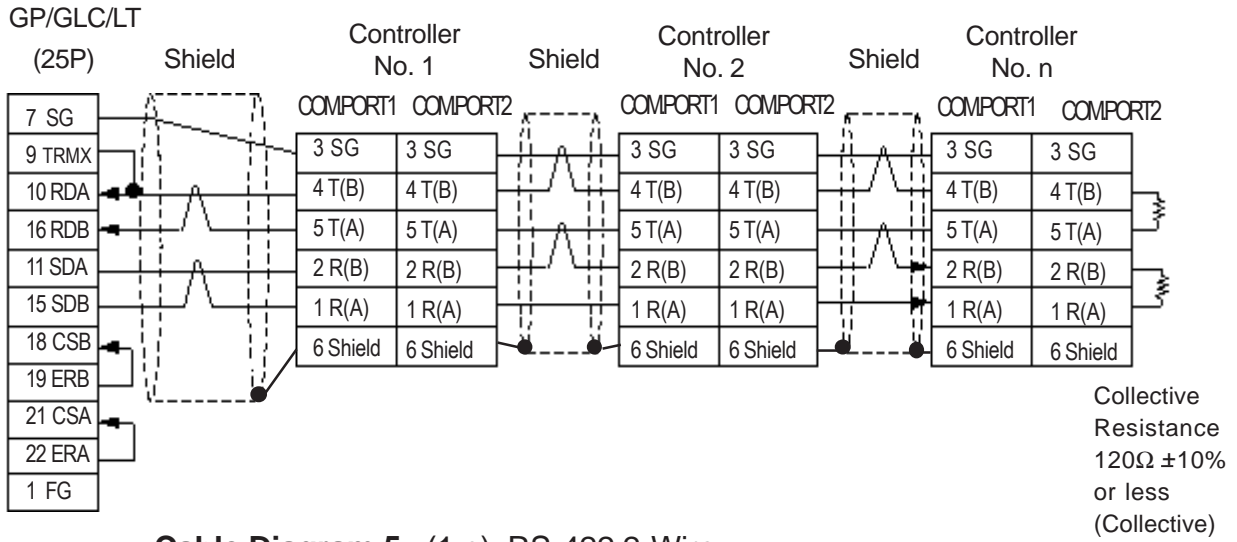 GP/GLC/LT
(25P)
Shield
Controller
No. 1
Shield
Controller
No. 2
Shield
Controller
No. n
COMPORT1 COMPORT2
COMPORT1 COMPORT2
COMPORT1 COMPORT2
7 SG
9 TRMX
10 RDA
16 RDB
11 SDA
15 SDB
18 CSB
19 ERB
21 CSA
22 ERA
1 FG
3 SG 3 SG
4 T(B) 4 T(B)
5 T(A) 5 T(A)
2 R(B) 2 R(B)
1 R(A) 1 R(A)
6 Shield 6 Shield
3 SG 3 SG
4 T(B) 4 T(B)
5 T(A) 5 T(A)
2 R(B) 2 R(B)
1 R(A) 1 R(A)
6 Shield 6 Shield
3 SG 3 SG
4 T(B) 4 T(B)
5 T(A) 5 T(A)
2 R(B) 2 R(B)
1 R(A) 1 R(A)
6 Shield 6 Shield
Collective
Resistance
120Ω ±10%
or less
(Collective)